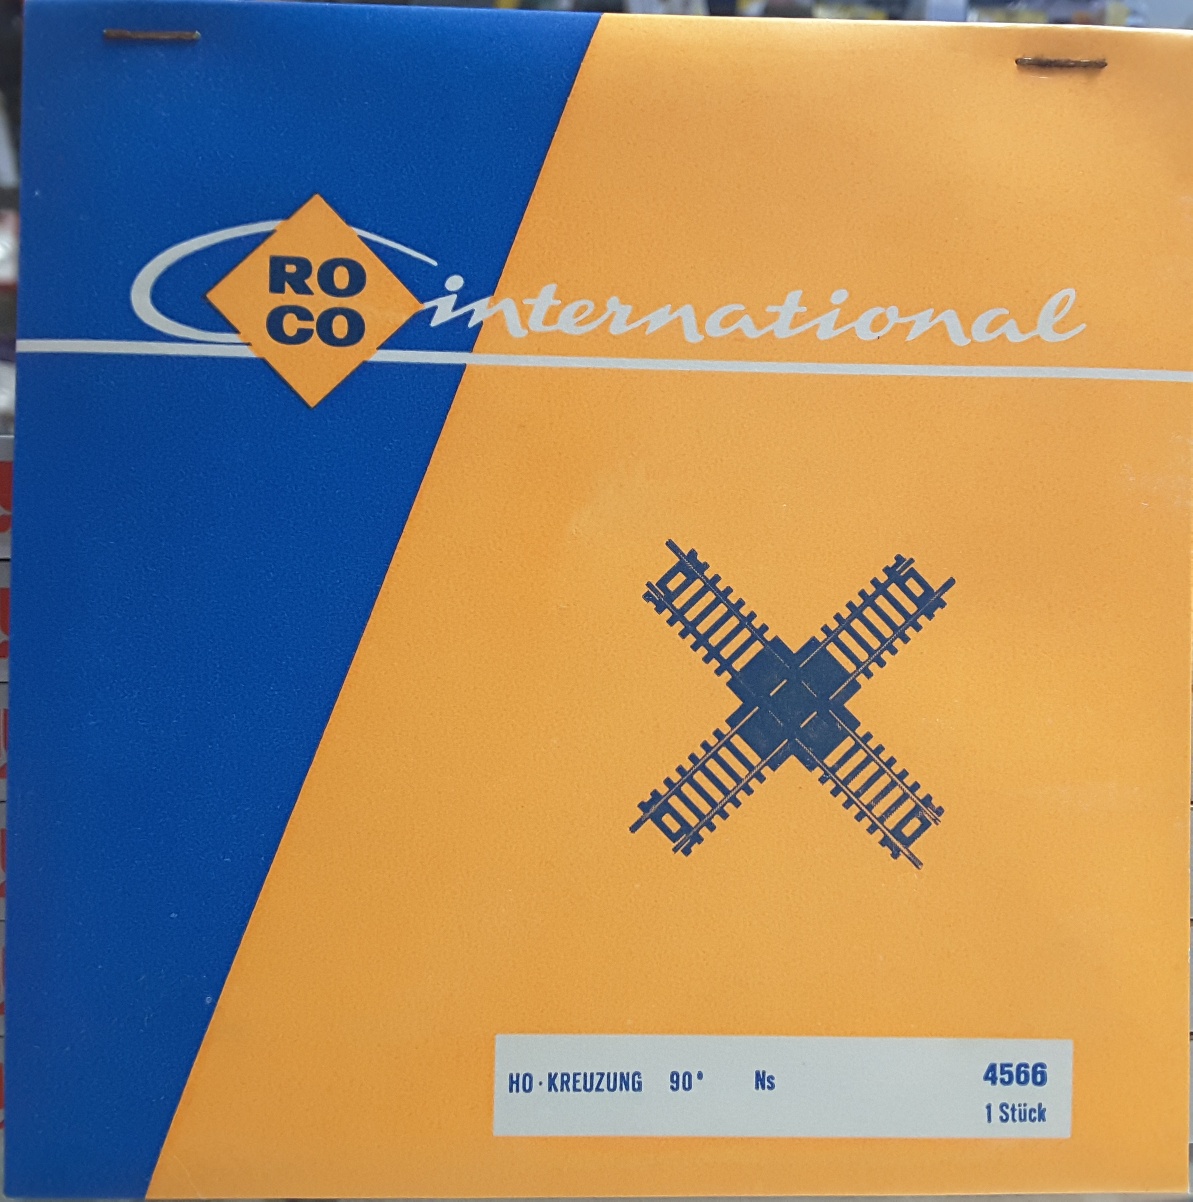 RO
CO
international
HO·KREUZUNG 90° Ns 4566
1 Stück